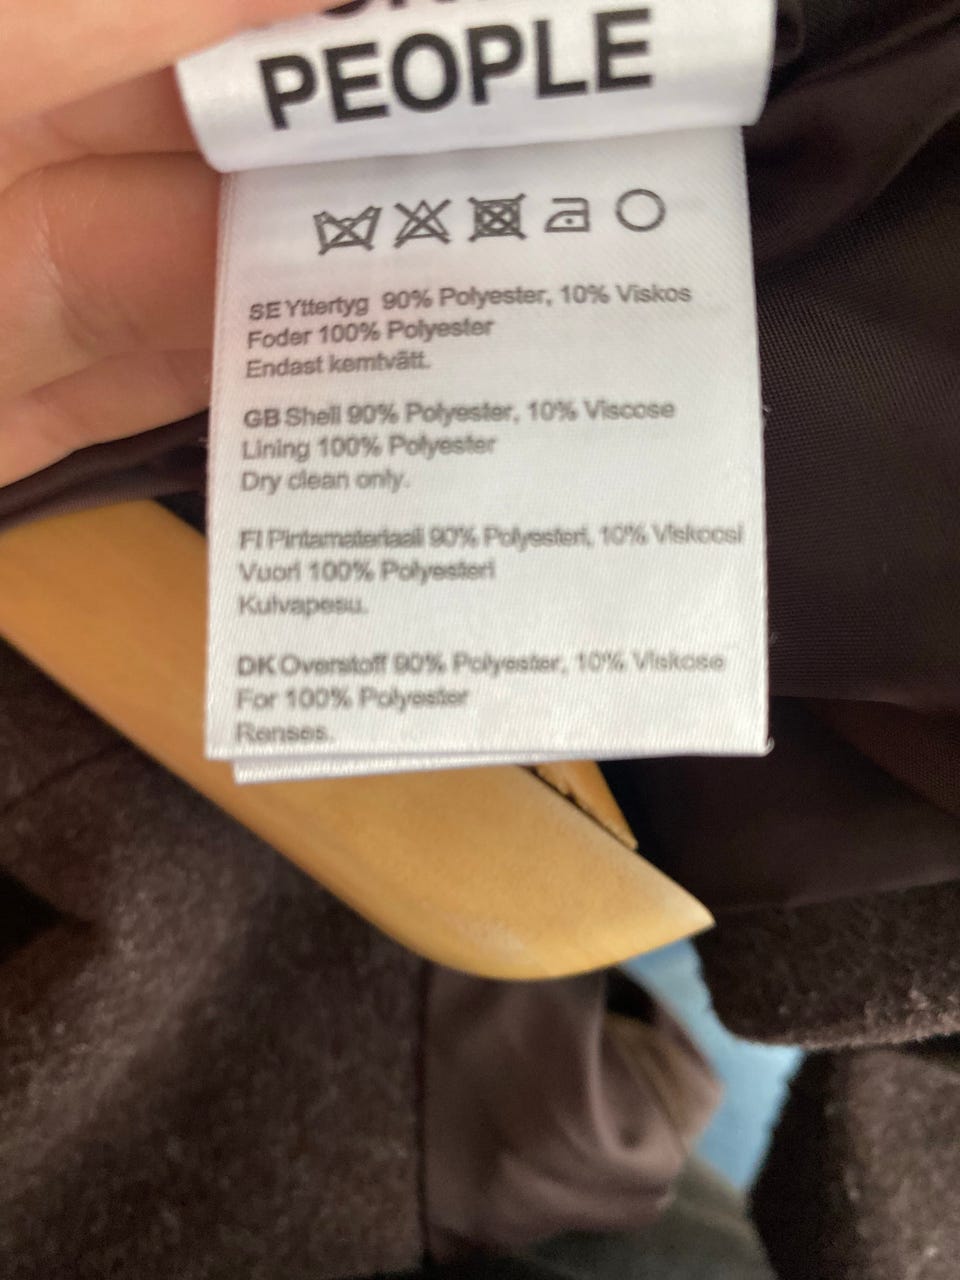 PEOPLE
SE Yttertyg 90% Polyester, 10% Viskos
Foder 100% Polyester
Endast kemtvätt.
GB Shell 90% Polyester, 10% Viscose
Lining 100% Polyester
Dry clean only.
FI Pintamateriaali 90% Polyesteri, 10% Viskoosi
Vuori 100% Polyesteri
Kuivapesu.
DK Overstoff 90% Polyester, 10% Viskose
For 100% Polyester
Renses.